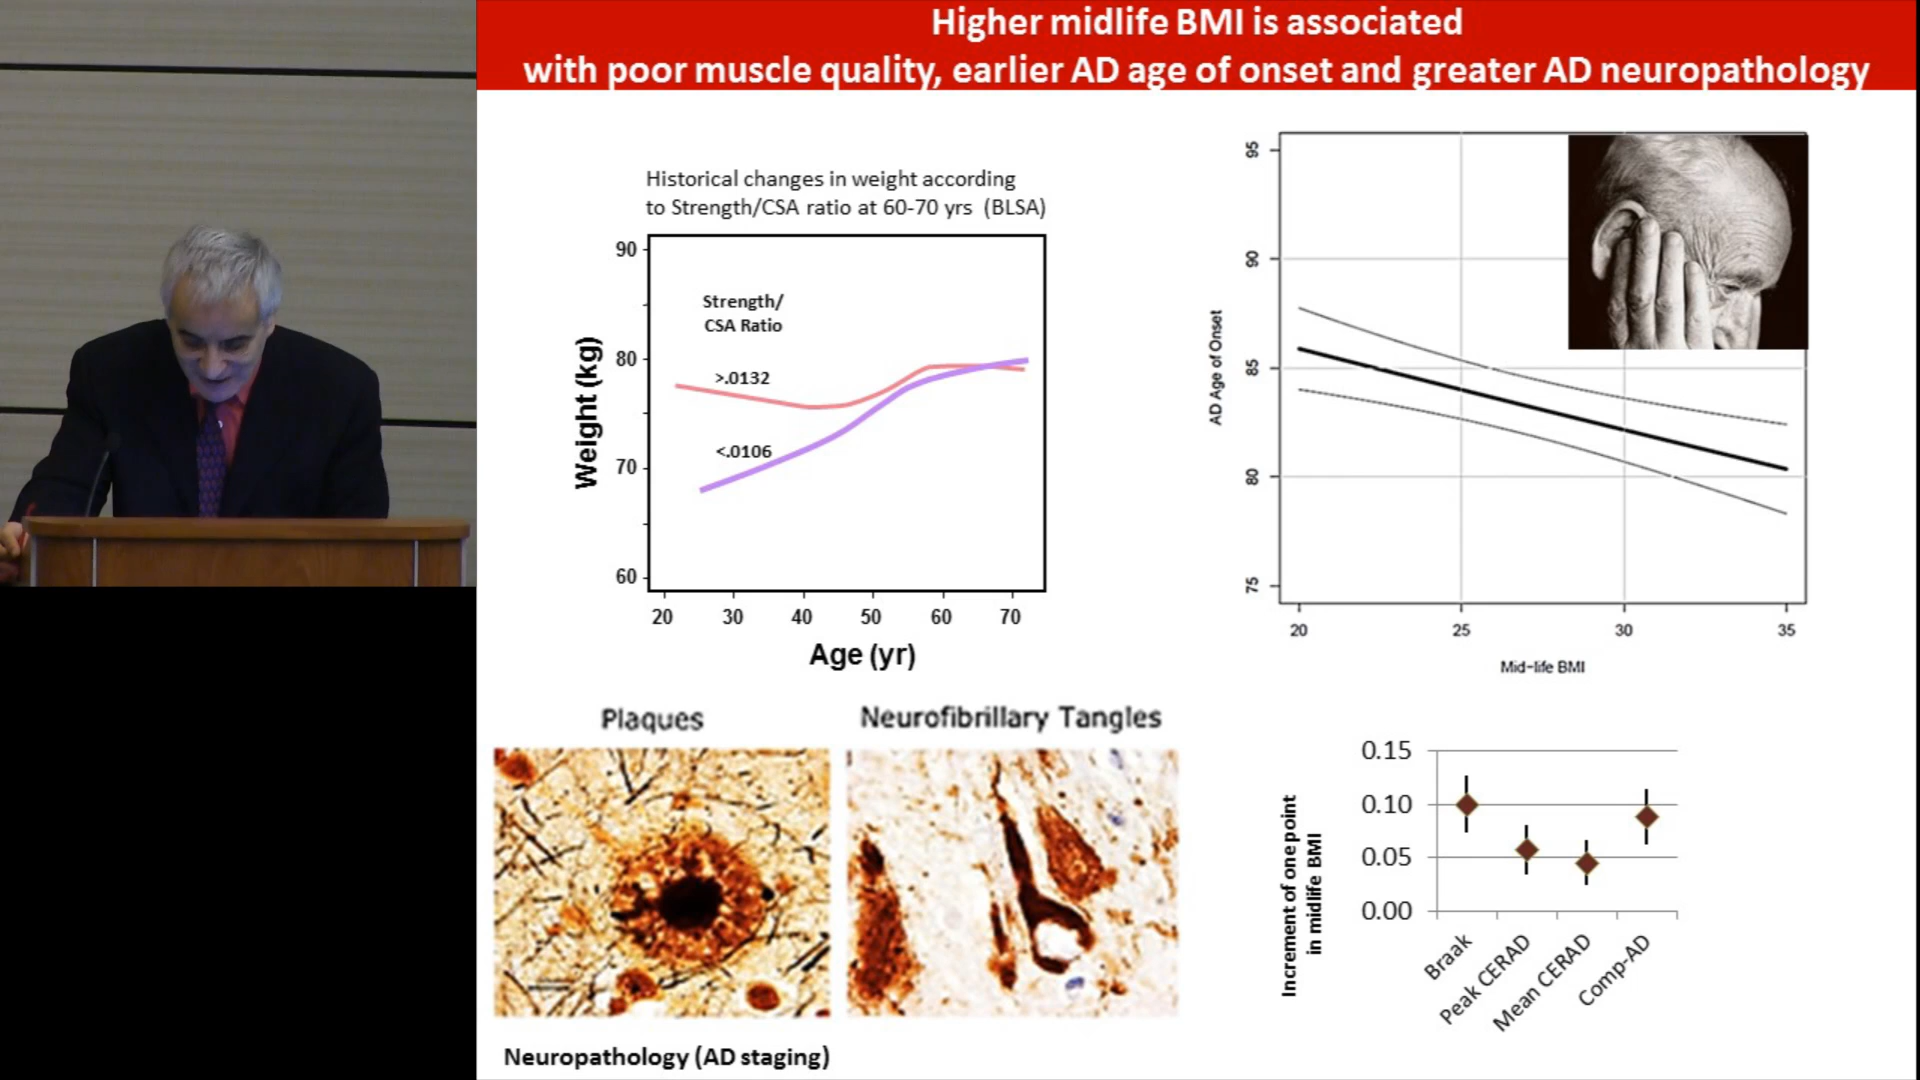 Higher midlife BMI is associated
with poor muscle quality, earlier AD age of onset and greater AD neuropathology
Historical changes in weight according
to Strength/CSA ratio at 60-70 yrs (BLSA)
Weight (kg)
90
80
70
60
Strength/
CSA Ratio
>.0132
<.0106
20 30 40 50 60 70
Age (yr)
AD Age of Onset
95
90
85
80
75
20 25 30 35
Mid-life BMI
Plaques
Neurofibrillary Tangles
Neuropathology (AD staging)
Increment of one point
in midlife BMI
0.15
0.10
0.05
0.00
Braak
Peak CERAD
Mean CERAD
Comp-AD